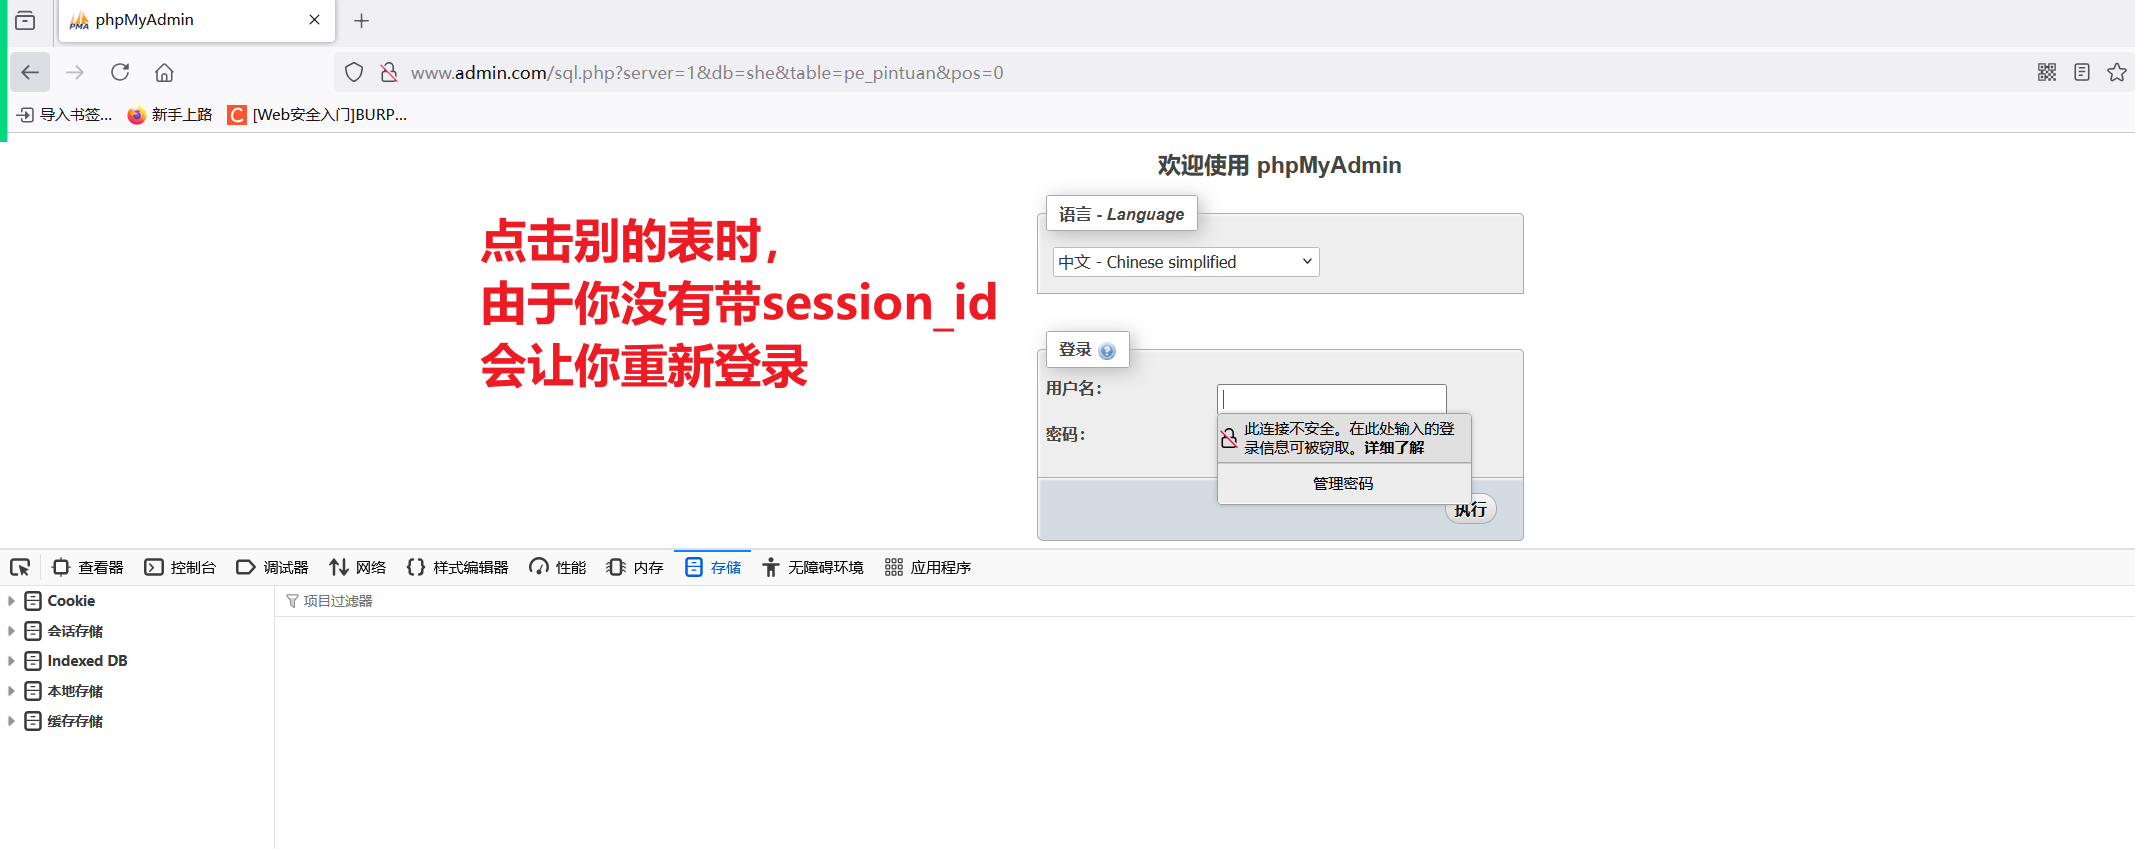 phpMyAdmin
www.admin.com/sql.php?server=1&db=she&table=pe_pintuan&pos=0
导入书签... 新手上路 [Web安全入门]BURP...
欢迎使用 phpMyAdmin
语言 - Language
中文 - Chinese simplified
点击别的表时，
由于你没有带session_id
会让你重新登录
登录
用户名：
密码：
此连接不安全。在此处输入的登
录信息可被窃取。详细了解
管理密码
执行
查看器 控制台 调试器 网络 样式编辑器 性能 内存 存储 无障碍环境 应用程序
Cookie
会话存储
Indexed DB
本地存储
缓存存储
项目过滤器